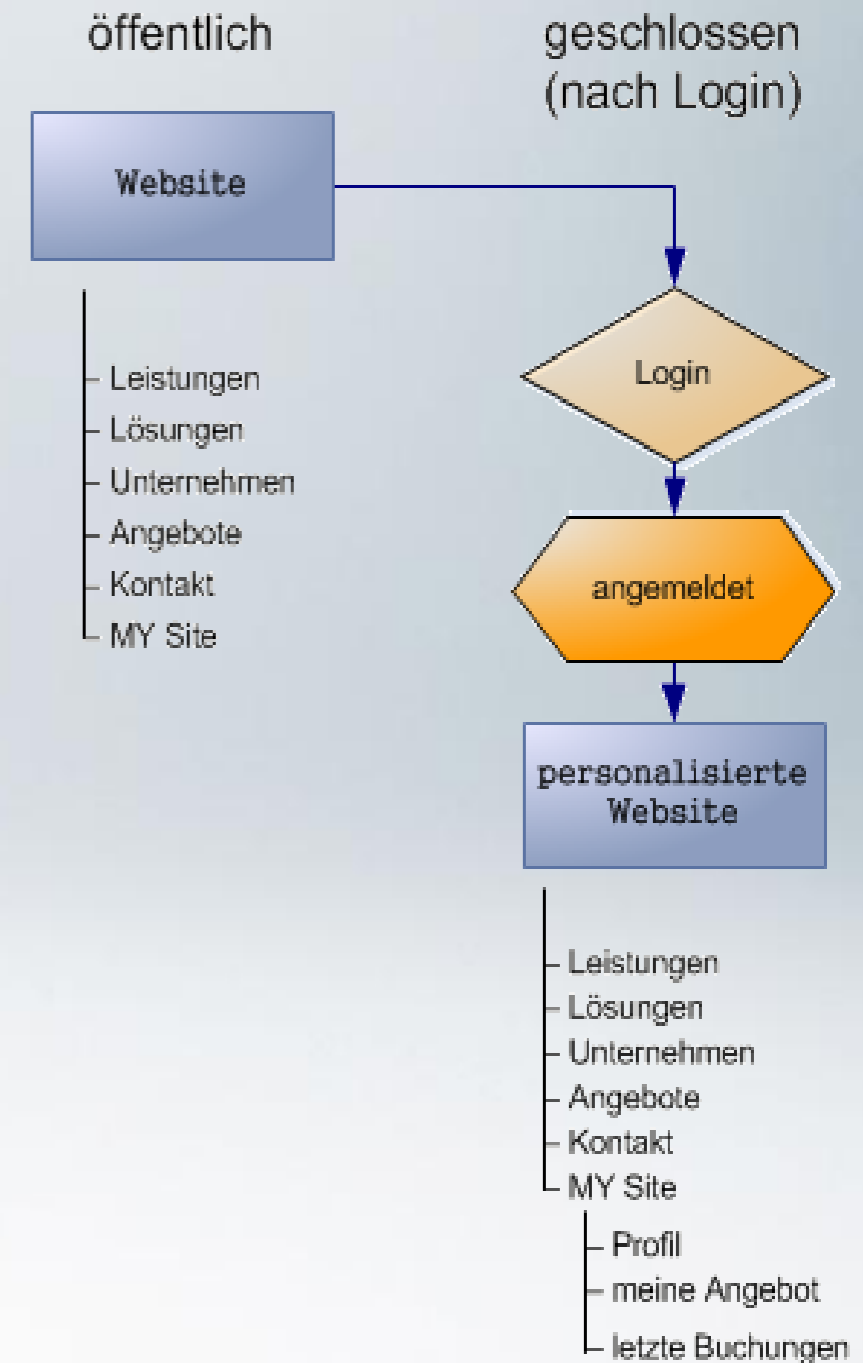 öffentlich
geschlossen
(nach Login)
Website
Leistungen
Lösungen
Unternehmen
Angebote
Kontakt
MY Site
Login
angemeldet
personalisierte
Website
Leistungen
Lösungen
Unternehmen
Angebote
Kontakt
MY Site
Profil
meine Angebot
letzte Buchungen